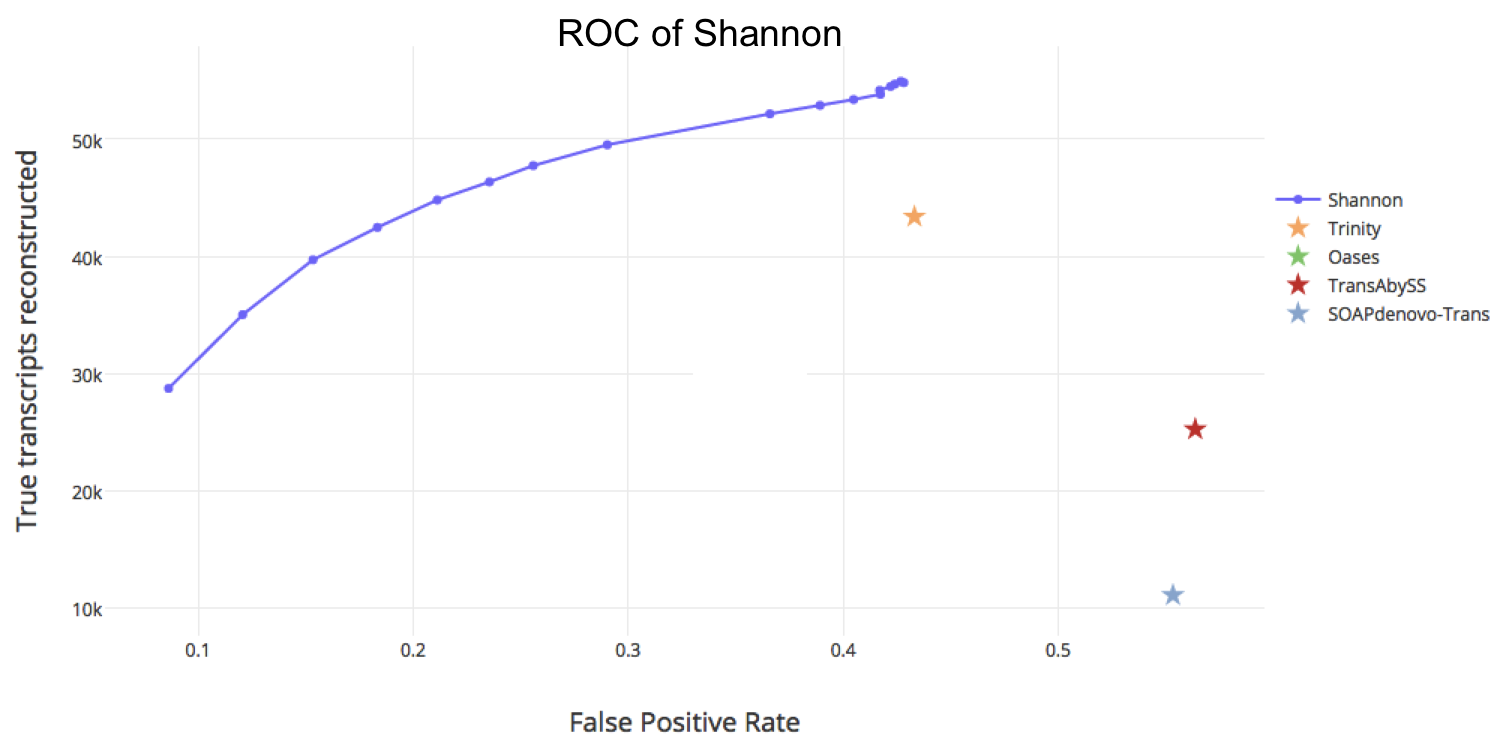 ROC of Shannon
True transcripts reconstructed
50k
40k
30k
20k
10k
0.1
0.2
0.3
0.4
0.5
False Positive Rate
Shannon
Trinity
Oases
TransAbySS
SOAPdenovo-Trans